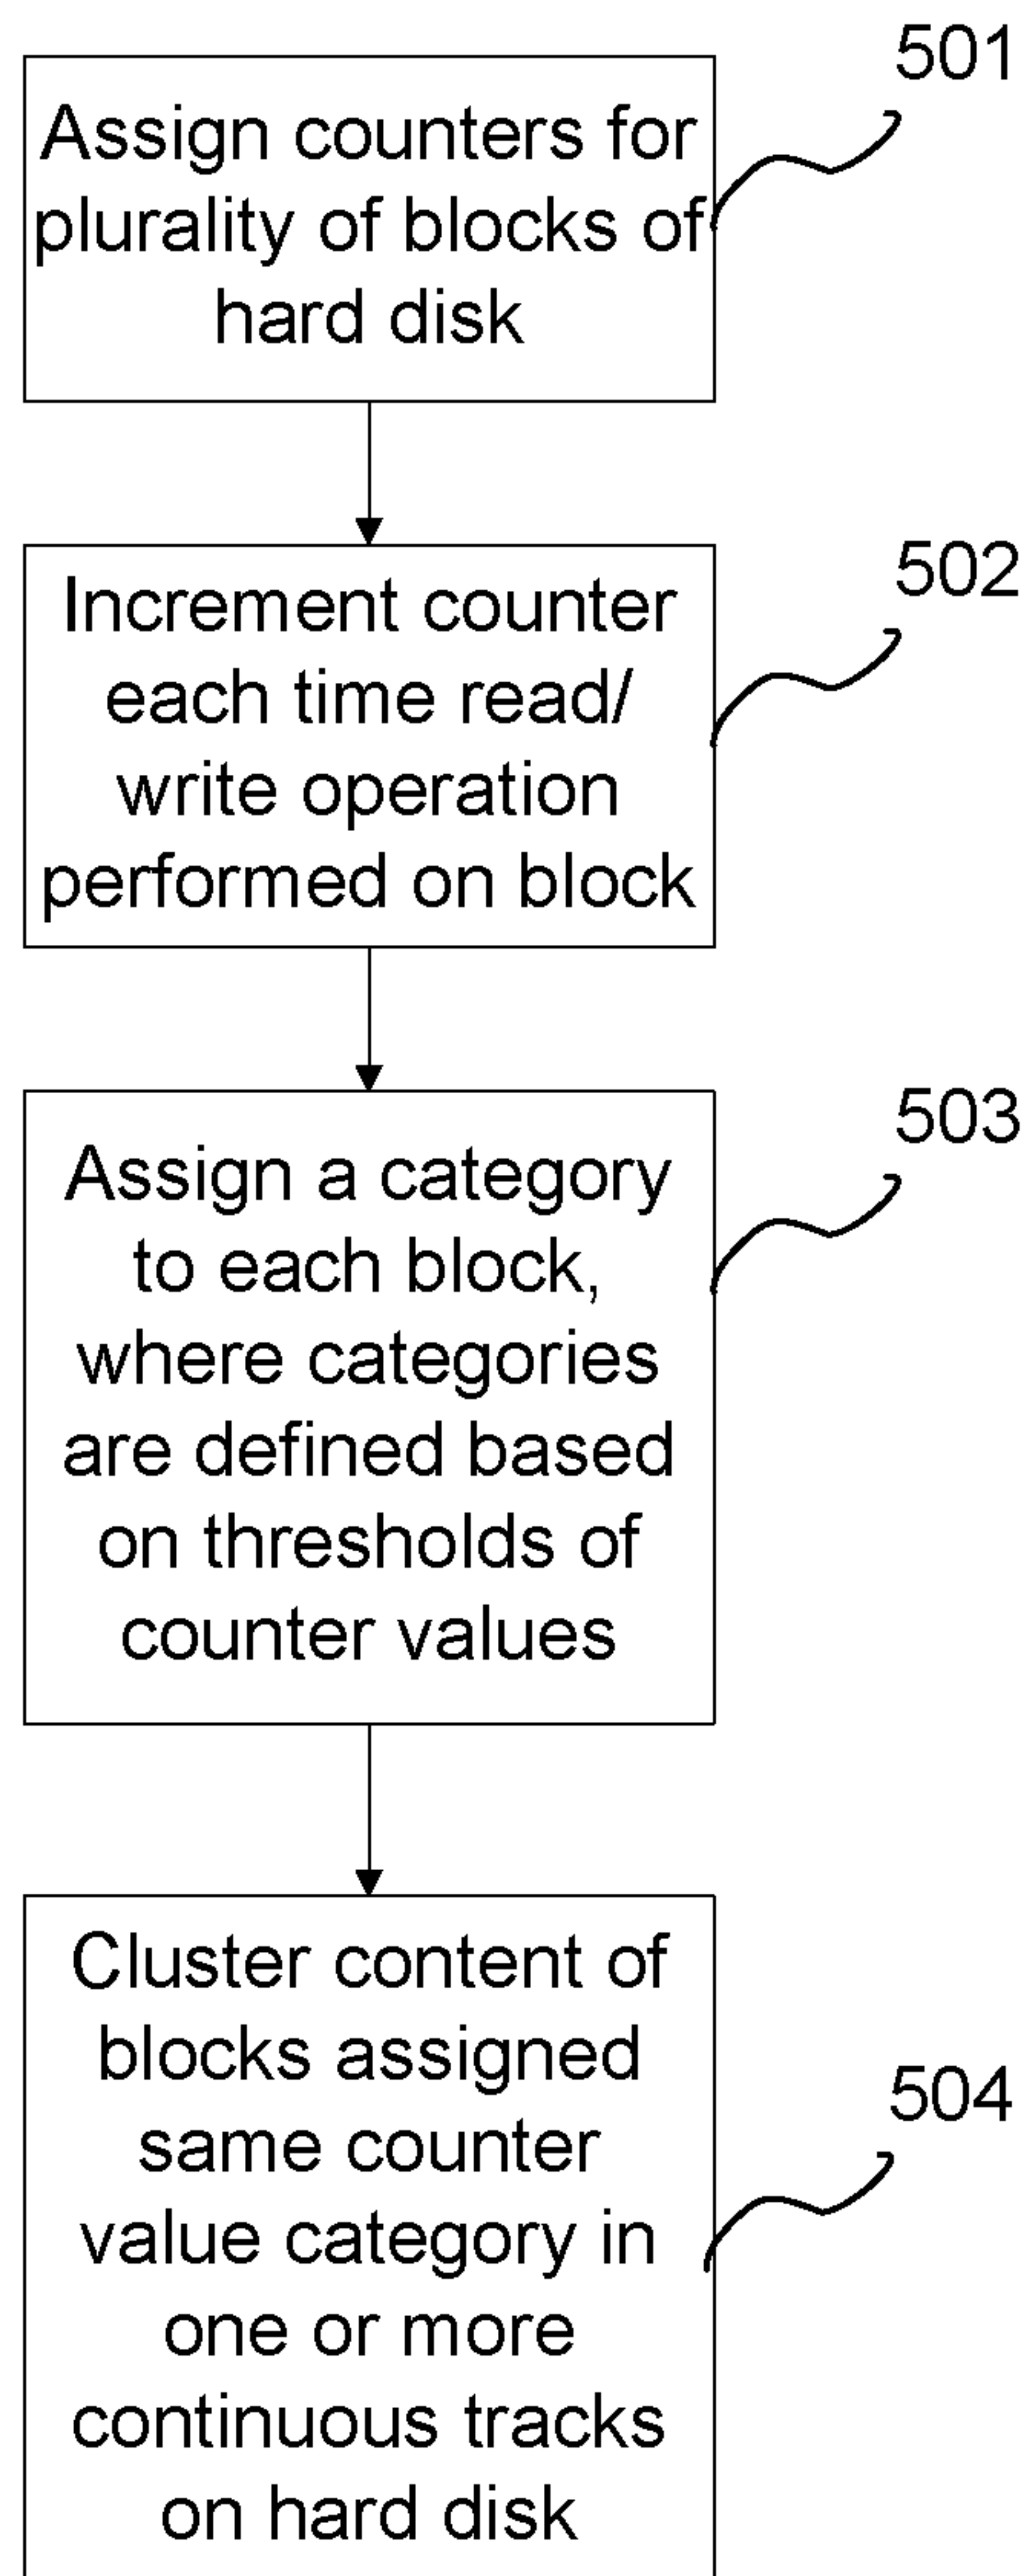 501
Assign counters for
plurality of blocks of
hard disk
502
Increment counter
each time read/
write operation
performed on block
503
Assign a category
to each block,
where categories
are defined based
on thresholds of
counter values
504
Cluster content of
blocks assigned
same counter
value category in
one or more
continuous tracks
on hard disk